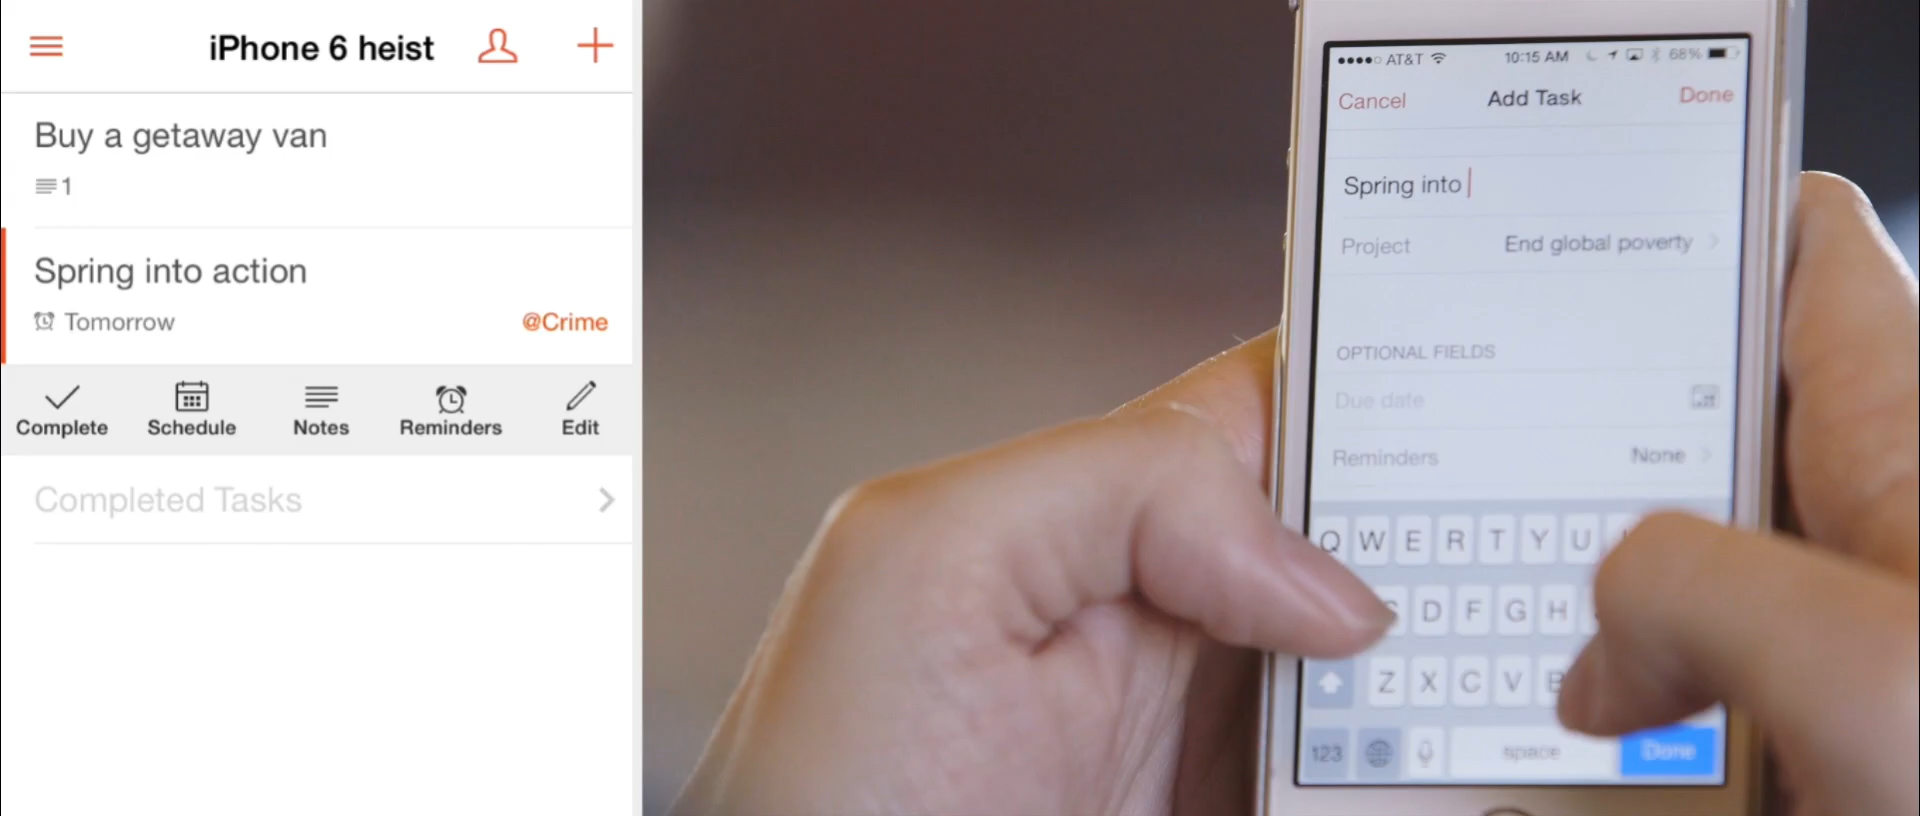 iPhone 6 heist
Buy a getaway van
1
Spring into action
Tomorrow
@Crime
Complete
Schedule
Notes
Reminders
Edit
Completed Tasks
AT&T 10:15 AM 68%
Cancel Add Task Done
Spring into
Project End global poverty
OPTIONAL FIELDS
Due date
Reminders None
Q W E R T Y U
D F G H
Z X C V B
123 space Done